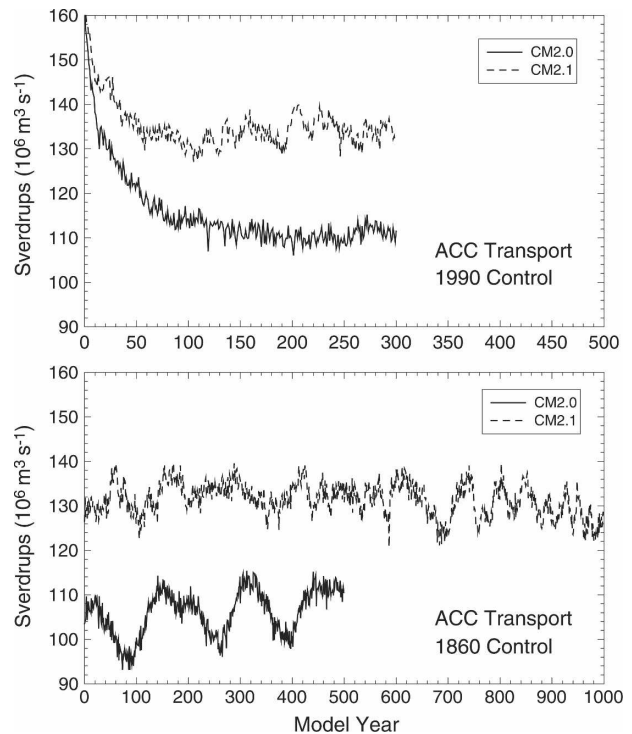 160
150
140
130
120
110
100
90
Sverdrups (10⁶ m³ s⁻¹)
CM2.0
CM2.1
ACC Transport
1990 Control
0 50 100 150 200 250 300 350 400 450 500
160
150
140
130
120
110
100
90
Sverdrups (10⁶ m³ s⁻¹)
CM2.0
CM2.1
ACC Transport
1860 Control
0 100 200 300 400 500 600 700 800 900 1000
Model Year